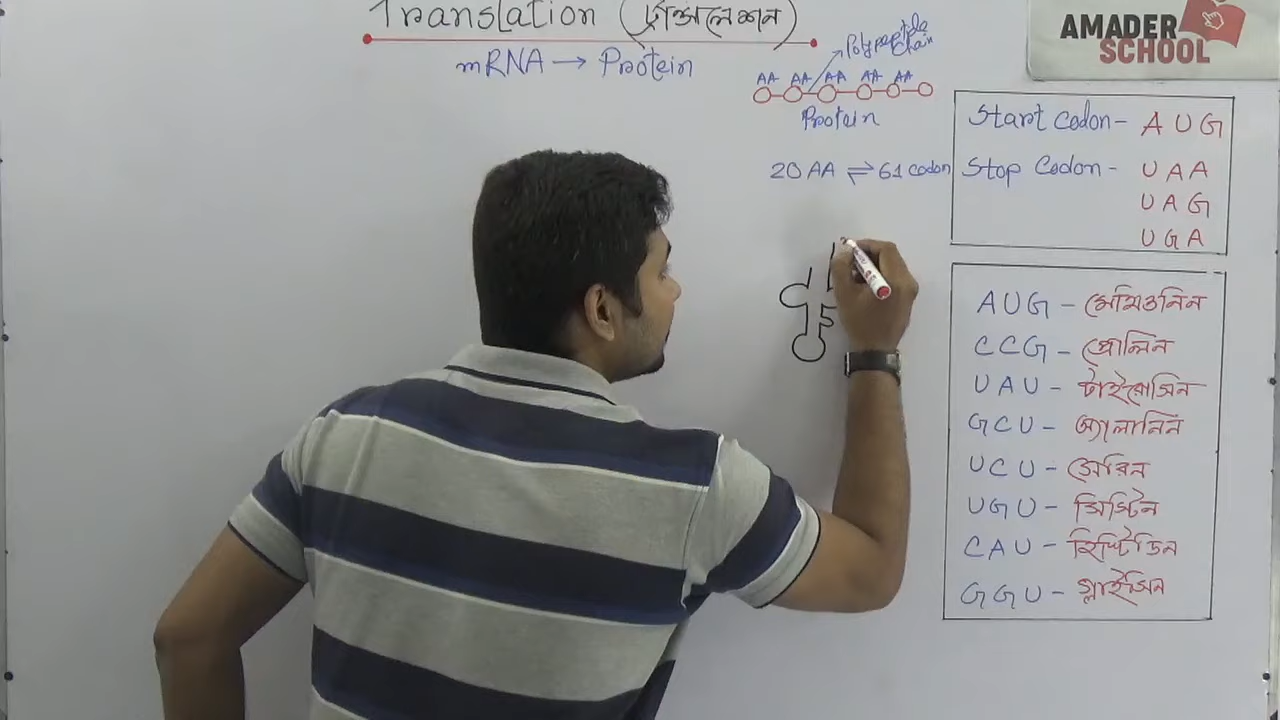 Translation (ট্রান্সলেশন)
mRNA → Protein
Polypeptide
Chain
AA AA AA AA AA
Protein
20 AA ⇌ 61 codon
AMADER
SCHOOL
Start Codon - AUG
Stop Codon - UAA
UAG
UGA
AUG - মেথিওনিন
CCG - প্রোলিন
UAU - টাইরোসিন
GCU - অ্যালানিন
UCU - সেরিন
UGU - সিস্টিন
CAU - হিস্টিডিন
GGU - গ্লাইসিন